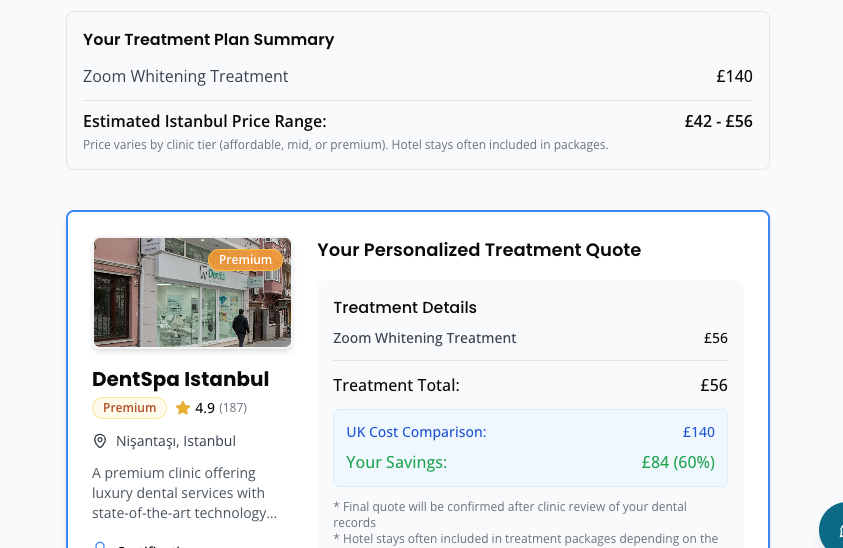 Your Treatment Plan Summary
Zoom Whitening Treatment £140
Estimated Istanbul Price Range: £42 - £56
Price varies by clinic tier (affordable, mid, or premium). Hotel stays often included in packages.
Premium
DentSpa Istanbul
Premium 4.9 (187)
Nişantaşı, Istanbul
A premium clinic offering
luxury dental services with
state-of-the-art technology...
Your Personalized Treatment Quote
Treatment Details
Zoom Whitening Treatment £56
Treatment Total: £56
UK Cost Comparison: £140
Your Savings: £84 (60%)
* Final quote will be confirmed after clinic review of your dental
records
* Hotel stays often included in treatment packages depending on the